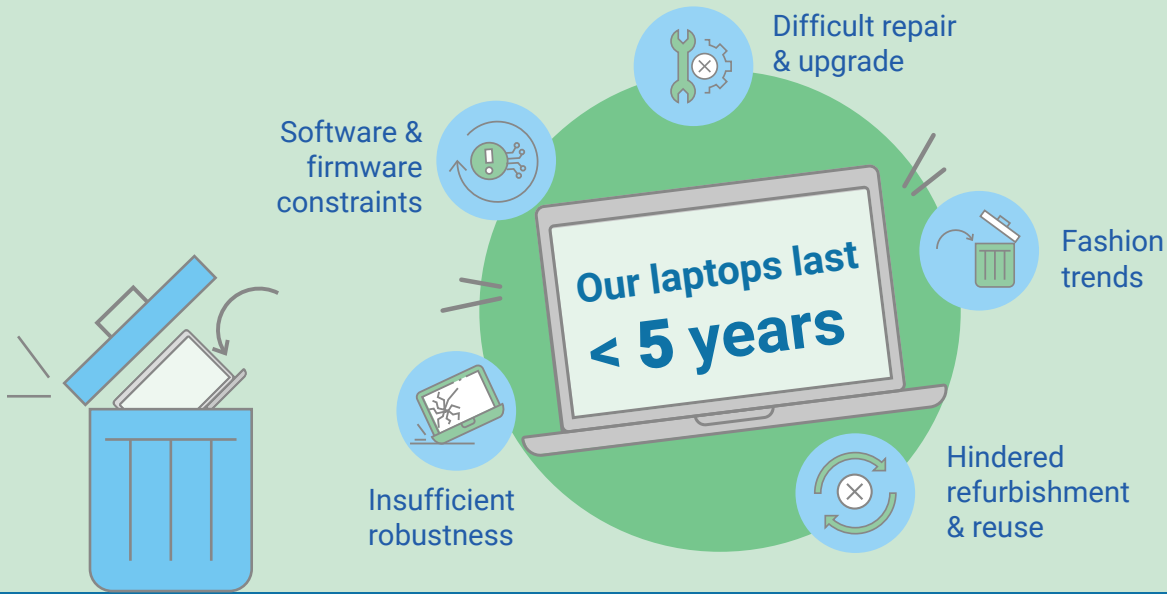 Difficult repair
& upgrade
Software &
firmware
constraints
Our laptops last
< 5 years
Fashion
trends
Insufficient
robustness
Hindered
refurbishment
& reuse